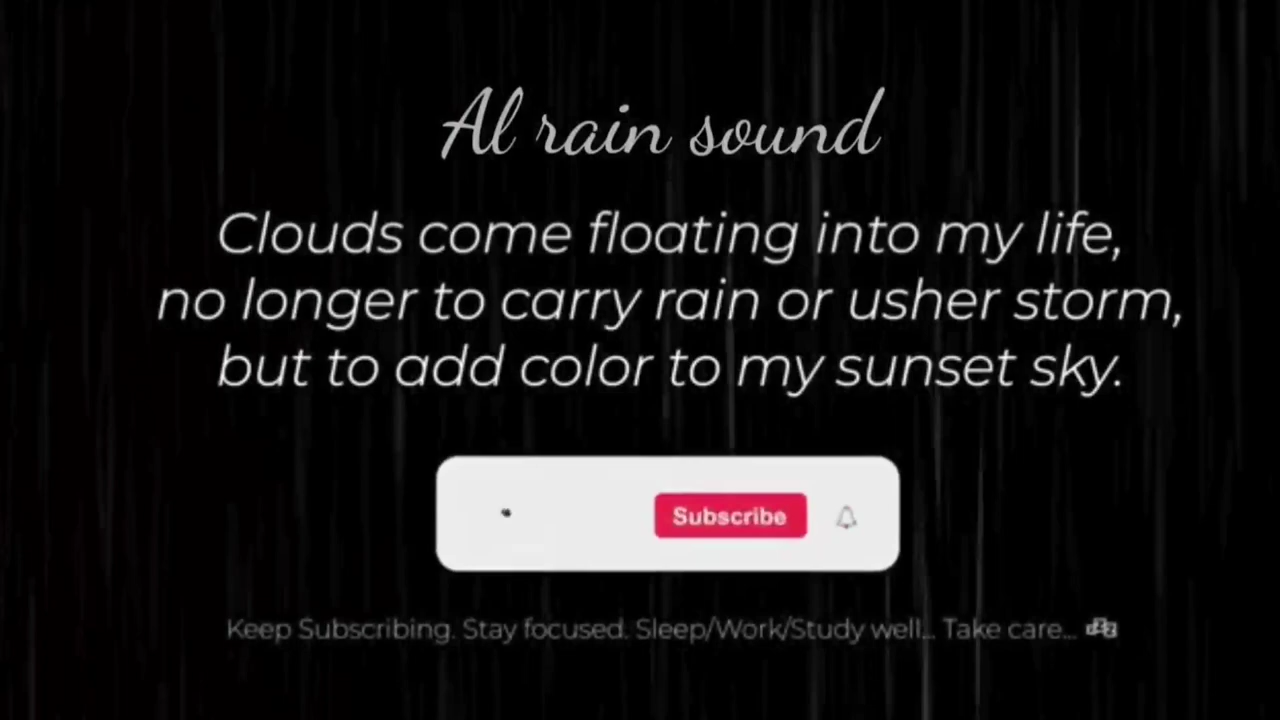 Al rain sound
Clouds come floating into my life,
no longer to carry rain or usher storm,
but to add color to my sunset sky.
Subscribe
Keep Subscribing. Stay focused. Sleep/Work/Study well... Take care...